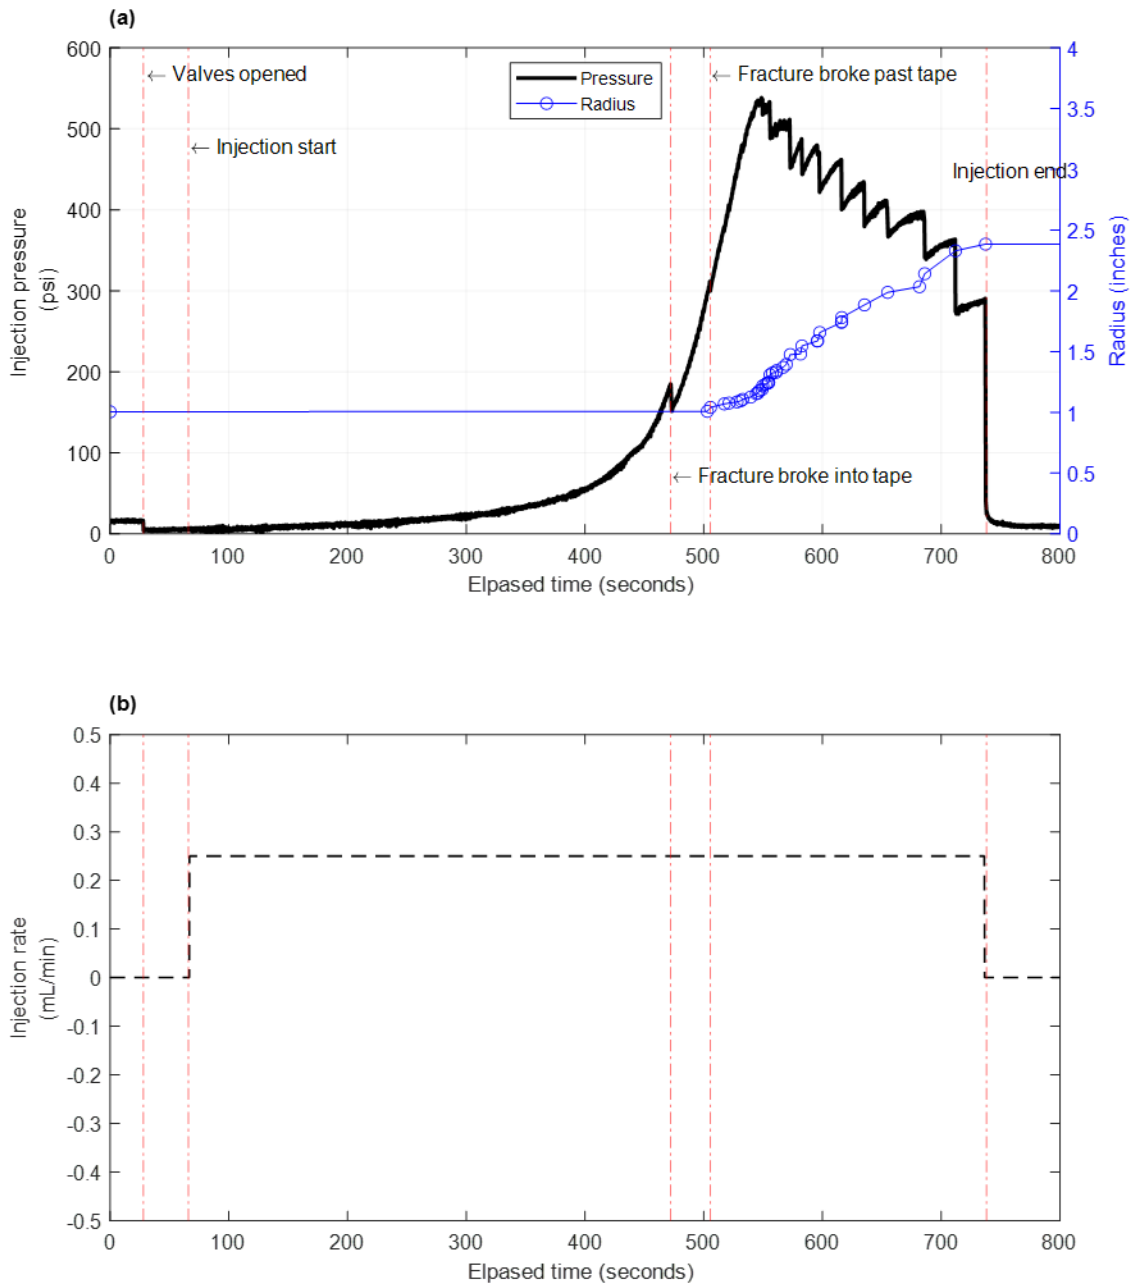 (a)
600
500
400
300
200
100
0
Injection pressure
(psi)
← Valves opened
← Injection start
Pressure
Radius
← Fracture broke past tape
Injection end
← Fracture broke into tape
4
3.5
3
2.5
2
1.5
1
0.5
0
Radius (inches)
0 100 200 300 400 500 600 700 800
Elpased time (seconds)
(b)
0.5
0.4
0.3
0.2
0.1
0
-0.1
-0.2
-0.3
-0.4
-0.5
Injection rate
(mL/min)
0 100 200 300 400 500 600 700 800
Elpased time (seconds)